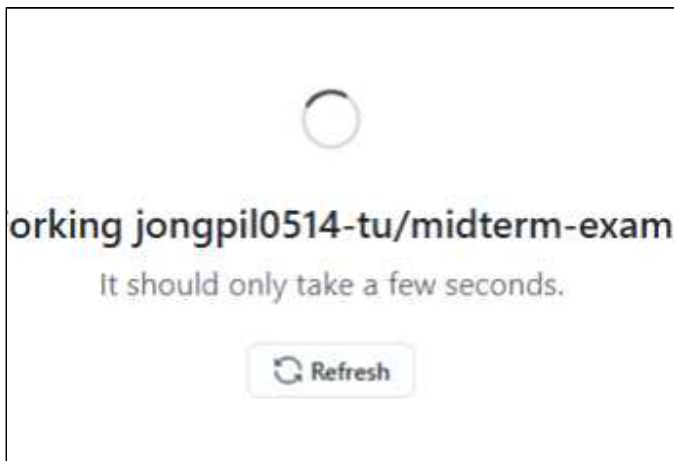 orking jongpil0514-tu/midterm-exam
It should only take a few seconds.
Refresh